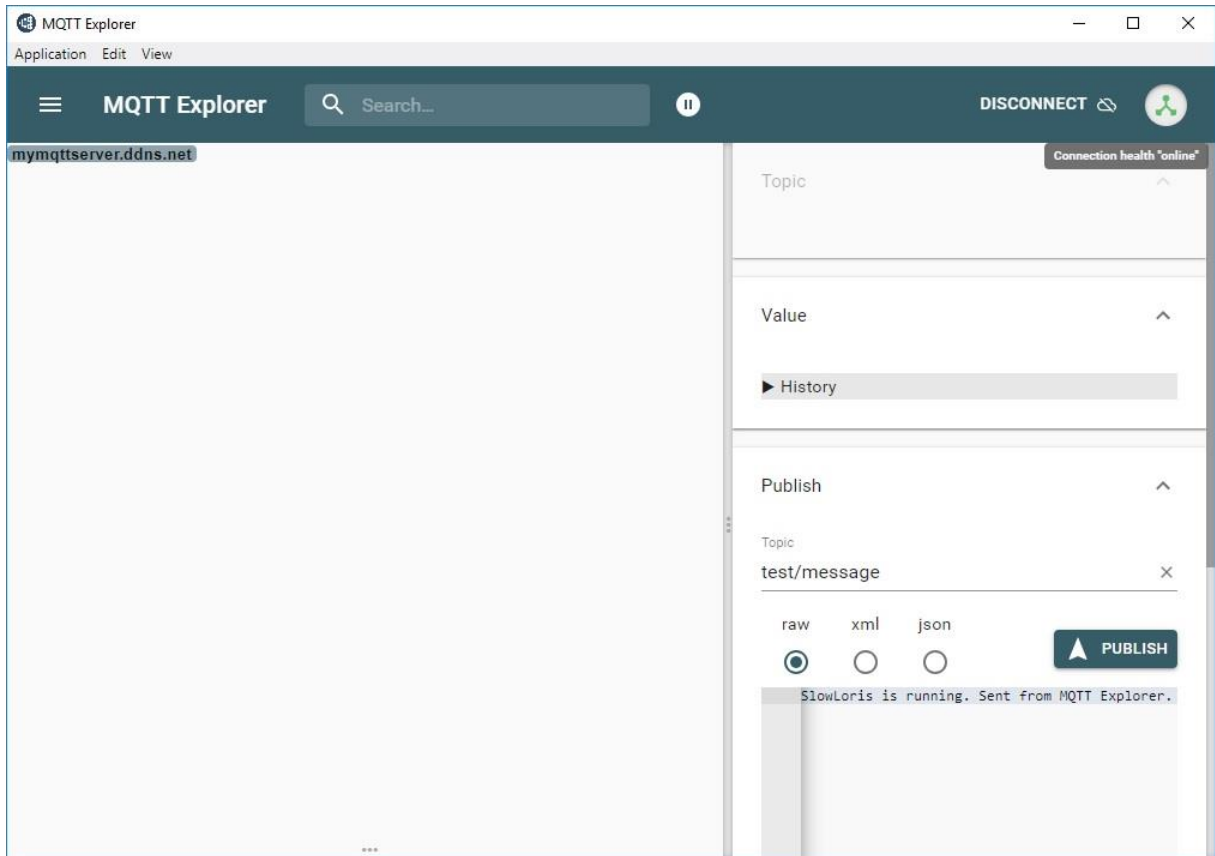 MQTT Explorer
Application Edit View
MQTT Explorer
Search...
DISCONNECT
mymqttserver.ddns.net
Connection health "online"
Topic
Value
History
Publish
Topic
test/message
raw xml json
PUBLISH
SlowLoris is running. Sent from MQTT Explorer.